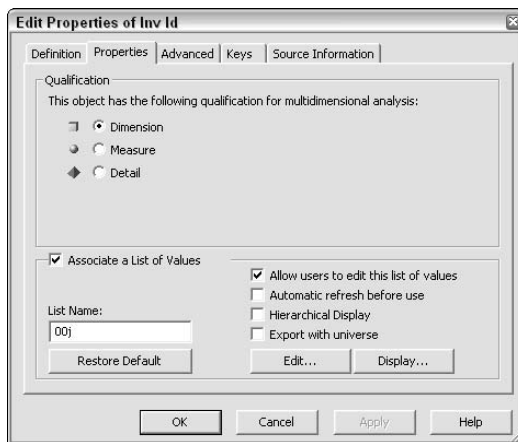 Edit Properties of Inv Id
Definition Properties Advanced Keys Source Information
Qualification
This object has the following qualification for multidimensional analysis:
Dimension
Measure
Detail
Associate a List of Values
Allow users to edit this list of values
Automatic refresh before use
Hierarchical Display
Export with universe
List Name:
00j
Restore Default Edit... Display...
OK Cancel Apply Help